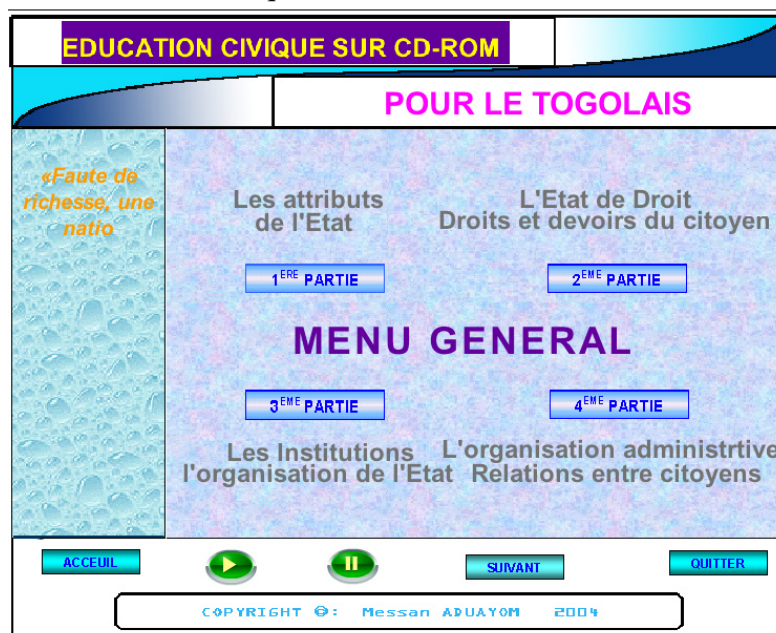 EDUCATION CIVIQUE SUR CD-ROM
POUR LE TOGOLAIS
«Faute de
richesse, une
natio
Les attributs
de l'Etat
L'Etat de Droit
Droits et devoirs du citoyen
1ERE PARTIE
2EME PARTIE
MENU GENERAL
3EME PARTIE
4EME PARTIE
Les Institutions
l'organisation de l'Etat
L'organisation administrtive
Relations entre citoyens
ACCEUIL
SUIVANT
QUITTER
COPYRIGHT ©: Messan ADUAYOM 2004